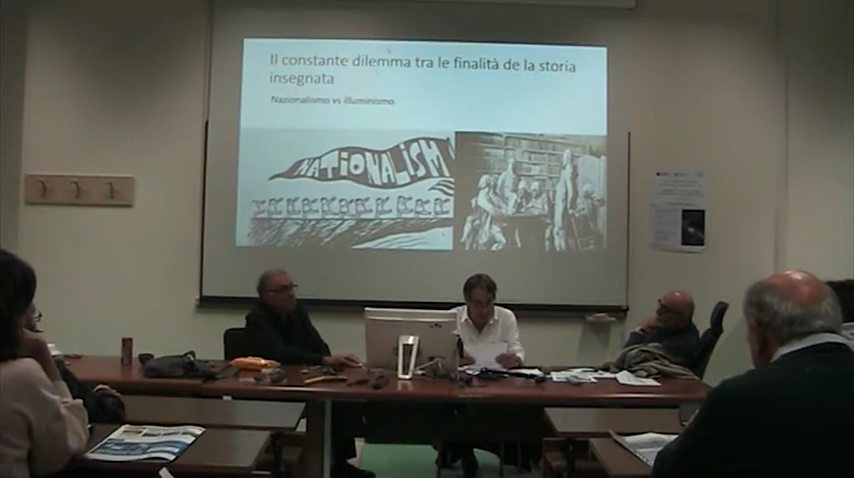 Il constante dilemma tra le finalità de la storia
insegnata
Nazionalismo vs illuminismo
NATIONALISM